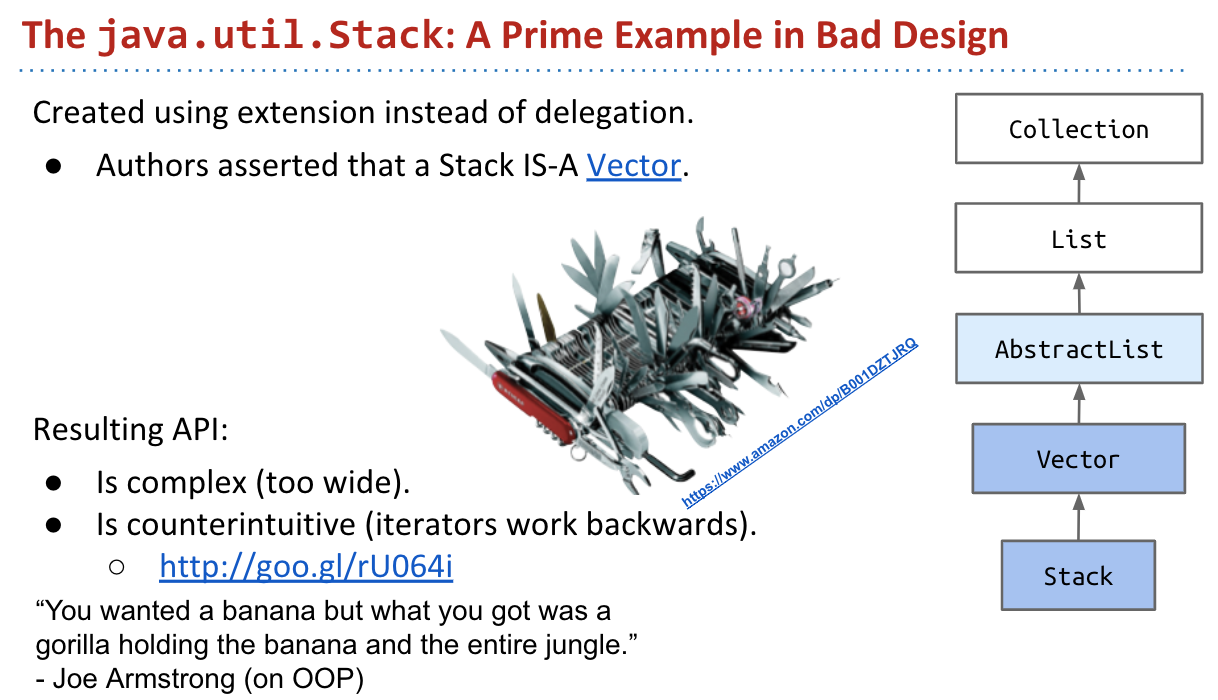 The java.util.Stack: A Prime Example in Bad Design
Created using extension instead of delegation.
● Authors asserted that a Stack IS-A Vector.
https://www.amazon.com/dp/B001DZTJRQ
Resulting API:
● Is complex (too wide).
● Is counterintuitive (iterators work backwards).
○ http://goo.gl/rU064i
“You wanted a banana but what you got was a
gorilla holding the banana and the entire jungle.”
- Joe Armstrong (on OOP)
Collection
List
AbstractList
Vector
Stack